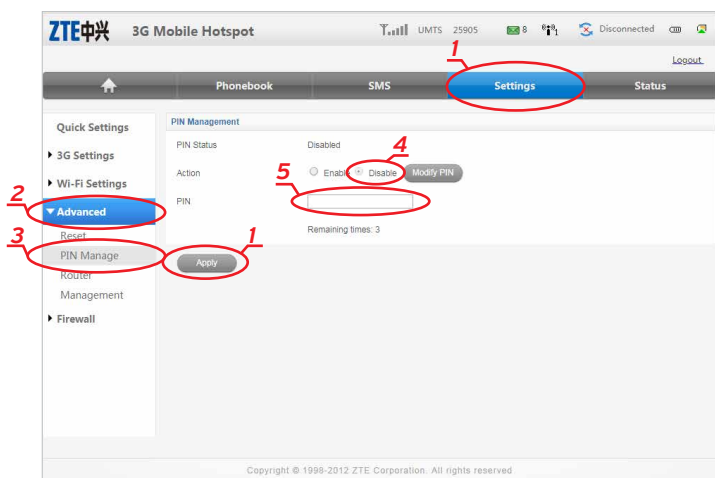 ZTE中兴 3G Mobile Hotspot UMTS 25905 8 1 Disconnected
1
Logout
Phonebook SMS Settings Status
Quick Settings
3G Settings
Wi-Fi Settings
2
Advanced
Reset
3
PIN Manage
Router
Management
Firewall
PIN Management
PIN Status Disabled
4
Action Enable Disable Modify PIN
5
PIN
Remaining times: 3
1
Apply
Copyright © 1998-2012 ZTE Corporation. All rights reserved